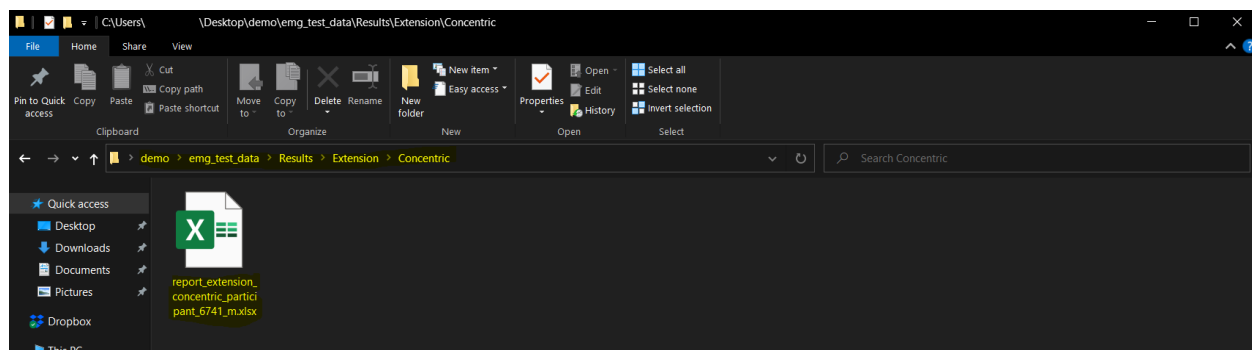 C:\Users\ \Desktop\demo\emg_test_data\Results\Extension\Concentric
File Home Share View
Pin to Quick access
Copy
Paste
Cut
Copy path
Paste shortcut
Clipboard
Move to
Copy to
Delete
Rename
Organize
New folder
New item
Easy access
New
Properties
Open
Edit
History
Open
Select all
Select none
Invert selection
Select
demo > emg_test_data > Results > Extension > Concentric
Search Concentric
Quick access
Desktop
Downloads
Documents
Pictures
Dropbox
This PC
X
report_extension_
concentric_partici
pant_6741_m.xlsx